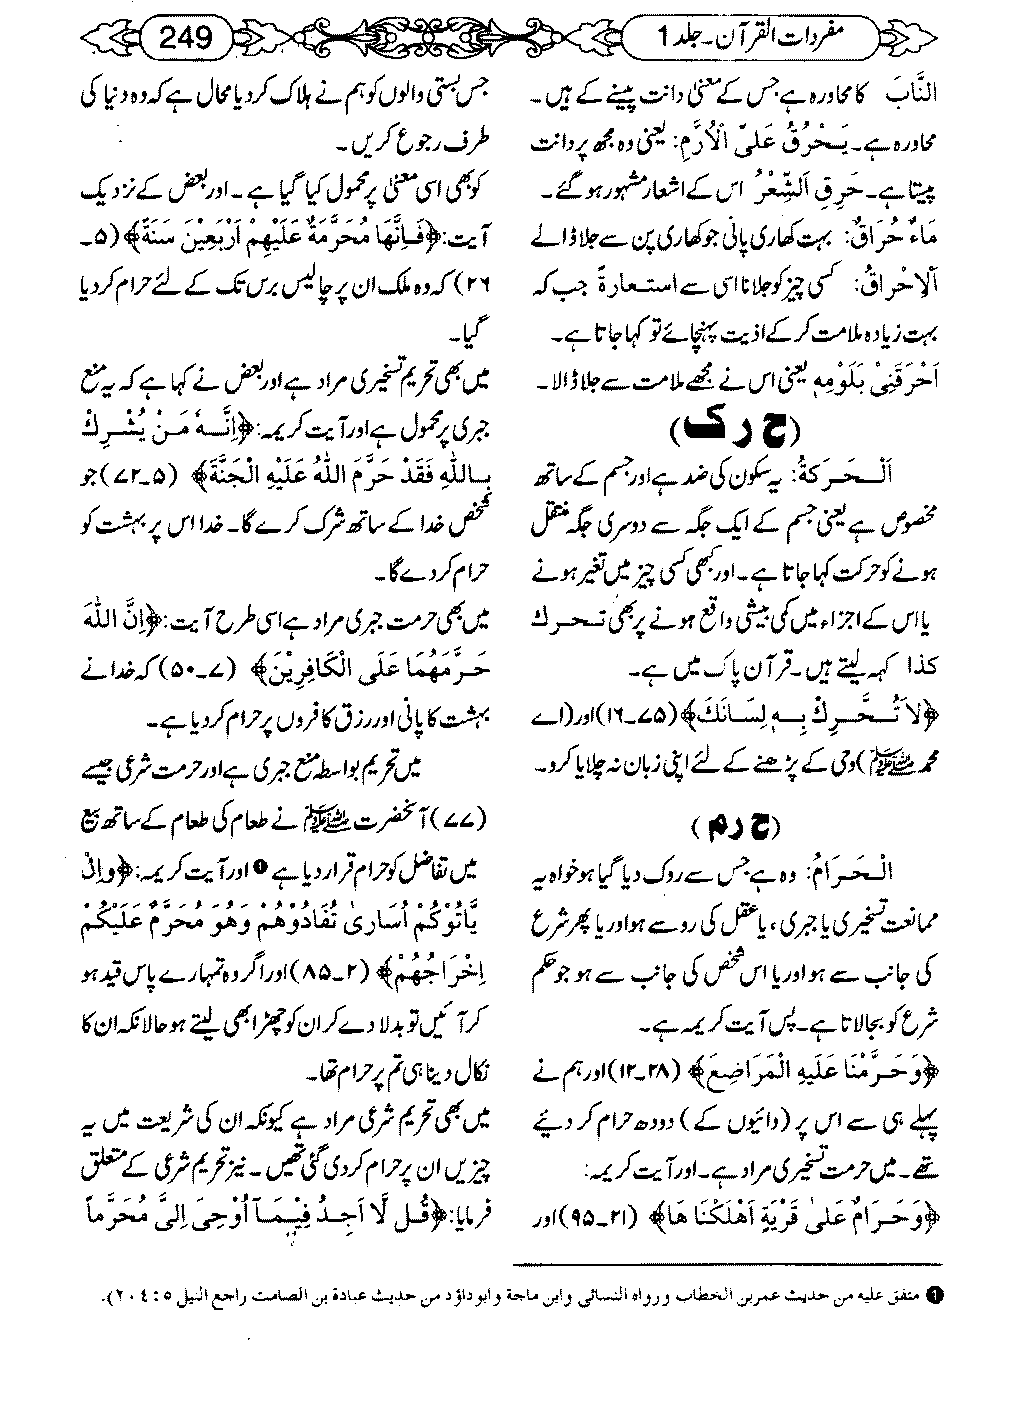 مفردات القرآن۔جلد 1
249
النَّابَ کا محاورہ ہے جس کے معنی دانت پیسنے کے ہیں۔
محاورہ ہے۔ یَحْرُقُ عَلَیَّ الْاُرَّمِ: یعنی وہ مجھ پر دانت
پیستا ہے۔ حَرِقِ الشِّعْرُ اس کے اشعار مشہور ہو گئے۔
مَاءٌ حُرَاقٌ: بہت کھاری پانی جو کھاری پن سے جلا ڈالے
اَلْاِحْرَاقُ: کسی چیز کو جلانا اسی سے استعارۃً جب کہ
بہت زیادہ ملامت کر کے اذیت پہنچائے تو کہا جاتا ہے۔
اَحْرَقَنِیْ بَلَوْمِهٖ یعنی اس نے مجھے ملامت سے جلا ڈالا۔
(ح ر ک)
اَلْحَرَکَةُ: یہ سکون کی ضد ہے اور جسم کے ساتھ
مخصوص ہے یعنی جسم کے ایک جگہ سے دوسری جگہ منتقل
ہونے کو حرکت کہا جاتا ہے۔ اور کبھی کسی چیز میں تغیر ہونے
یا اس کے اجزاء میں کمی بیشی واقع ہونے پر بھی تحرک
کذا کہہ لیتے ہیں۔ قرآن پاک میں ہے۔
﴿لَا تُحَّرِكْ بِهٖ لِسَانَكَ﴾ (۷۵۔۱۶) اور (اے
محمد ﷺ) وحی کے پڑھنے کے لئے اپنی زبان نہ چلایا کرو۔
(ح ر م)
اَلْحَرَامُ: وہ ہے جس سے روک دیا گیا ہو خواہ یہ
ممانعت تسخیری یا جبری، یا عقل کی رو سے ہو اور یا پھر شرع
کی جانب سے ہو اور یا اس شخص کی جانب سے ہو جو حکم
شرع کو بجالاتا ہے۔ پس آیت کریمہ ہے۔
﴿وَحَرَّمْنَا عَلَیْهِ الْمَرَاضِعَ﴾ (۲۸۔۱۲) اور ہم نے
پہلے ہی سے اس پر (دائیوں کے) دودھ حرام کر دیئے
تھے۔ میں حرمت تسخیری مراد ہے۔ اور آیت کریمہ:
﴿وَحَرَامٌ عَلٰی قَرْیَةٍ اَهْلَکْنَا هَا﴾ (۲۱۔۹۵) اور
جس بستی والوں کو ہم نے ہلاک کر دیا محال ہے کہ وہ دنیا کی
طرف رجوع کریں۔
کو بھی اسی معنی پر محمول کیا گیا ہے۔ اور بعض کے نزدیک
آیت: ﴿فَاِنَّهَا مُحَرَّمَةٌ عَلَیْهِمْ اَرْبَعِیْنَ سَنَةً﴾ (۵۔
۲۶) کہ وہ ملک ان پر چالیس برس تک کے لئے حرام کر دیا
گیا۔
میں بھی تحریم تسخیری مراد ہے اور بعض نے کہا ہے کہ یہ منع
جبری پر محمول ہے اور آیت کریمہ: ﴿اِنَّهٗ مَنْ یُشْرِكْ
بِاللّٰهِ فَقَدْ حَرَّمَ اللّٰهُ عَلَیْهِ الْجَنَّةَ﴾ (۵۔۷۲) جو
شخص خدا کے ساتھ شرک کرے گا۔ خدا اس پر بہشت کو
حرام کر دے گا۔
میں بھی حرمت جبری مراد ہے اسی طرح آیت: ﴿اِنَّ اللّٰهَ
حَرَّمَهُمَا عَلَی الْکَافِرِیْنَ﴾ (۷۔۵۰) کہ خدا نے
بہشت کا پانی اور رزق کافروں پر حرام کر دیا ہے۔
میں تحریم بواسطہ منع جبری ہے اور حرمت شرعی جیسے
(۷۷) آنحضرت ﷺ نے طعام کی طعام کے ساتھ بیع
میں تفاضل کو حرام قرار دیا ہے ❶ اور آیت کریمہ: ﴿وَاِنْ
یَّاْتُوْکُمْ اُسَارٰی تُفَادُوْهُمْ وَهُوَ مُحَرَّمٌ عَلَیْکُمْ
اِخْرَاجُهُمْ﴾ (۲۔۸۵) اور اگر وہ تمہارے پاس قید ہو
کر آئیں تو بدلا دے کر ان کو چھڑا بھی لیتے ہو حالانکہ ان کا
نکال دینا ہی تم پر حرام تھا۔
میں بھی تحریم شرعی مراد ہے کیونکہ ان کی شریعت میں یہ
چیزیں ان پر حرام کر دی گئی تھیں۔ نیز تحریم شرعی کے متعلق
فرمایا: ﴿قُلْ لَّا اَجِدُ فِیْمَآ اُوْحِیَ اِلَیَّ مُحَرَّماً
❶ متفق علیه من حدیث عمر بن الخطاب و رواه النسائی وابن ماجة وابو داؤد من حدیث عبادة بن الصامت راجع النیل ٥ : ٢٠٤).